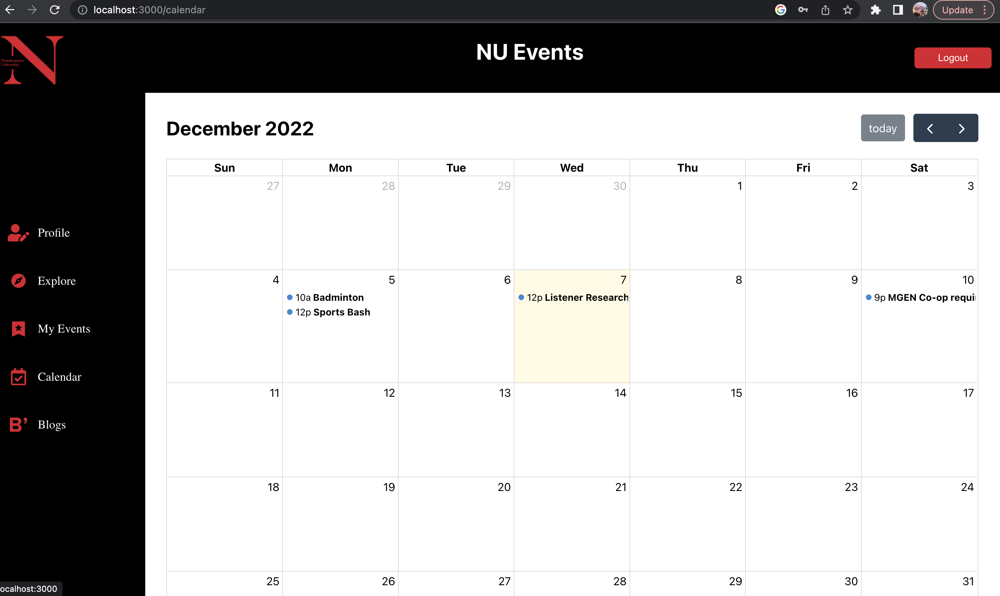 localhost:3000/calendar
Update
Northeastern
University
NU Events
Logout
December 2022
today
Sun Mon Tue Wed Thu Fri Sat
27 28 29 30 1 2 3
Profile
Explore
My Events
Calendar
Blogs
4 5 6 7 8 9 10
10a Badminton
12p Sports Bash
12p Listener Research
9p MGEN Co-op requi
11 12 13 14 15 16 17
18 19 20 21 22 23 24
25 26 27 28 29 30 31
ocalhost:3000